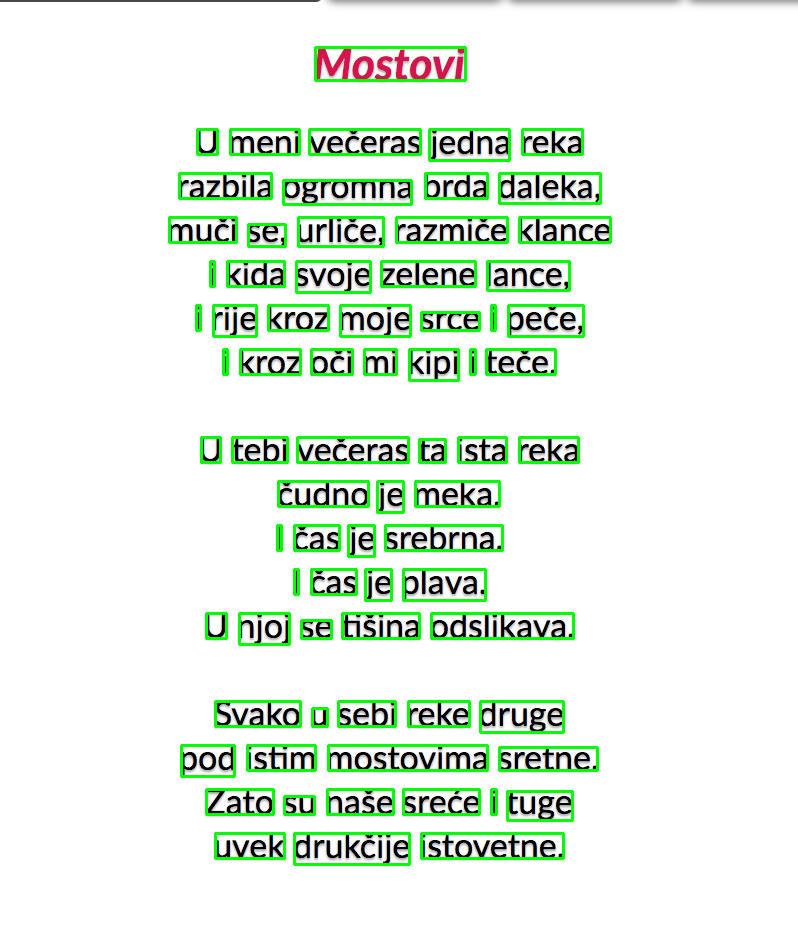 Mostovi
U meni večeras jedna reka
razbila ogromna brda daleka,
muči se, urliče, razmiče klance
i kida svoje zelene lance,
i rije kroz moje srce i peče,
i kroz oči mi kipi i teče.
U tebi večeras ta ista reka
čudno je meka.
I čas je srebrna.
I čas je plava.
U njoj se tišina odslikava.
Svako u sebi reke druge
pod istim mostovima sretne.
Zato su naše sreće i tuge
uvek drukčije istovetne.